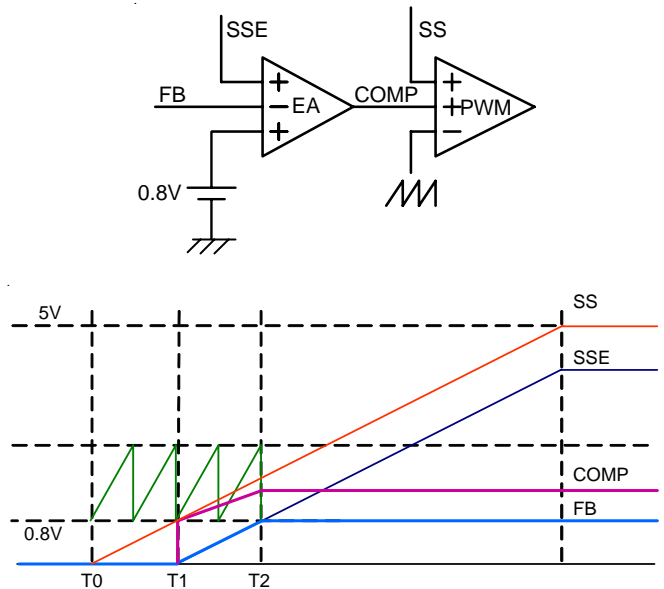 SSE
SS
FB
EA
COMP
PWM
0.8V
5V
SS
SSE
COMP
FB
0.8V
T0 T1 T2